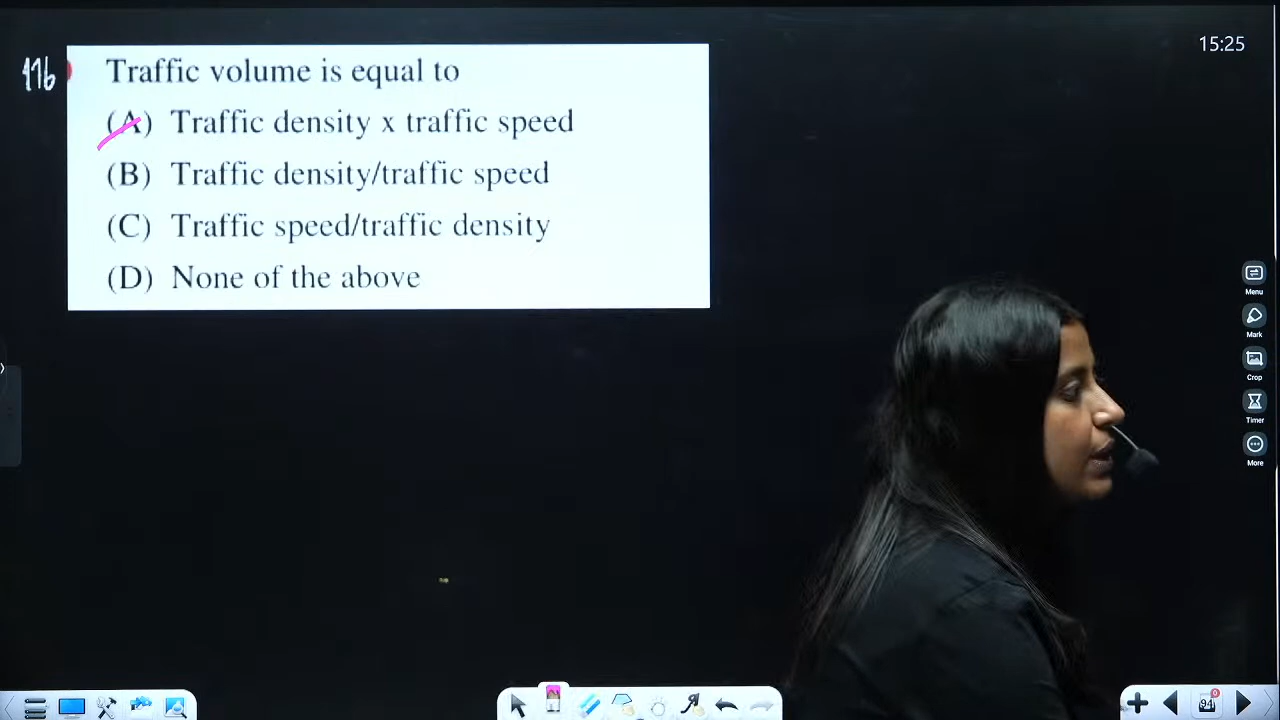 15:25
116
Traffic volume is equal to
(A) Traffic density x traffic speed
(B) Traffic density/traffic speed
(C) Traffic speed/traffic density
(D) None of the above
Menu
Mark
Crop
Timer
More
94